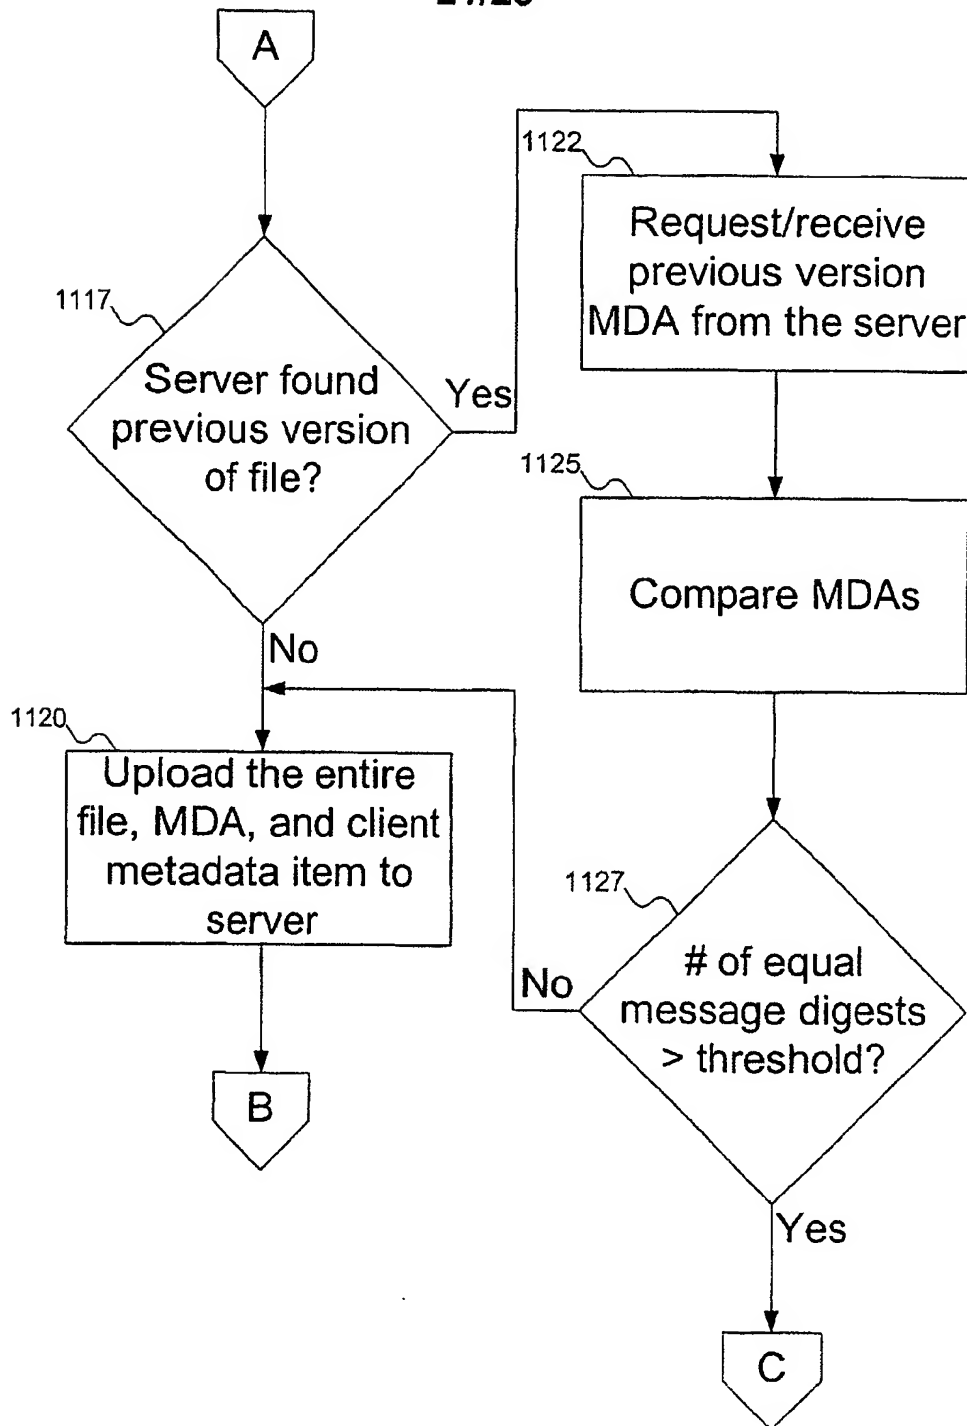 A
1122
Request/receive
previous version
MDA from the server
1117
Server found
previous version
of file?
Yes
1125
Compare MDAs
No
1120
Upload the entire
file, MDA, and client
metadata item to
server
1127
# of equal
message digests
> threshold?
No
B
Yes
C